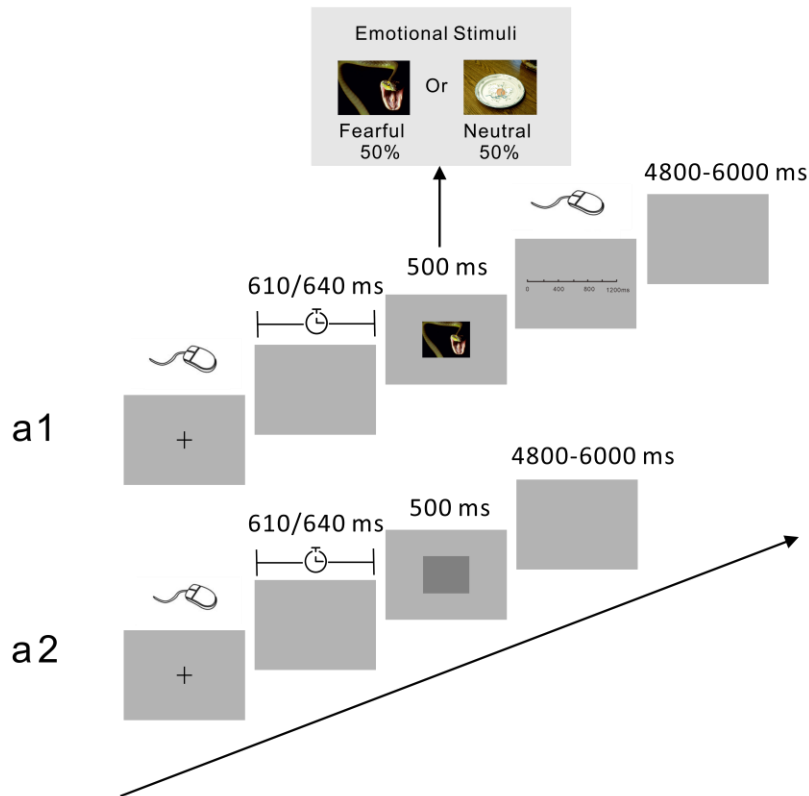 Emotional Stimuli
Or
Fearful Neutral
50% 50%
4800-6000 ms
500 ms
0 400 800 1200ms
610/640 ms
+
a1
4800-6000 ms
500 ms
610/640 ms
+
a2